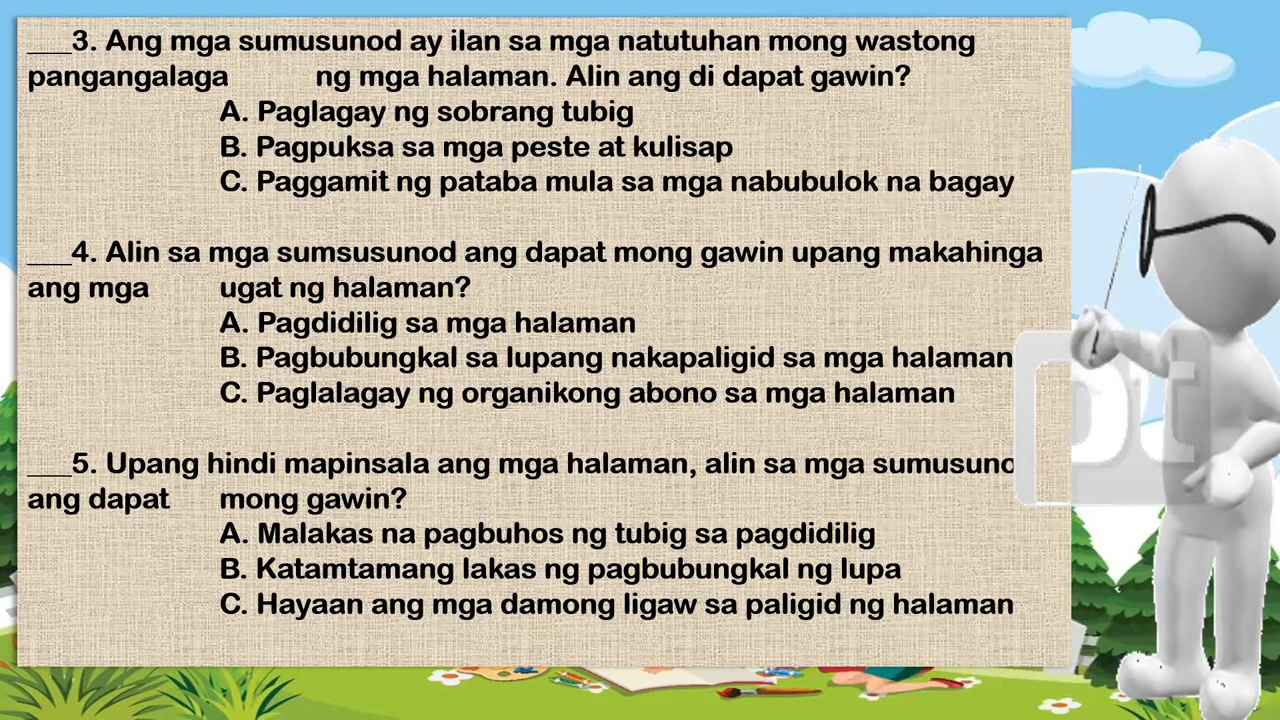 ___3. Ang mga sumusunod ay ilan sa mga natutuhan mong wastong
pangangalaga ng mga halaman. Alin ang di dapat gawin?
A. Paglagay ng sobrang tubig
B. Pagpuksa sa mga peste at kulisap
C. Paggamit ng pataba mula sa mga nabubulok na bagay
___4. Alin sa mga sumsusunod ang dapat mong gawin upang makahinga
ang mga ugat ng halaman?
A. Pagdidilig sa mga halaman
B. Pagbubungkal sa lupang nakapaligid sa mga halaman
C. Paglalagay ng organikong abono sa mga halaman
___5. Upang hindi mapinsala ang mga halaman, alin sa mga sumusuno
ang dapat mong gawin?
A. Malakas na pagbuhos ng tubig sa pagdidilig
B. Katamtamang lakas ng pagbubungkal ng lupa
C. Hayaan ang mga damong ligaw sa paligid ng halaman